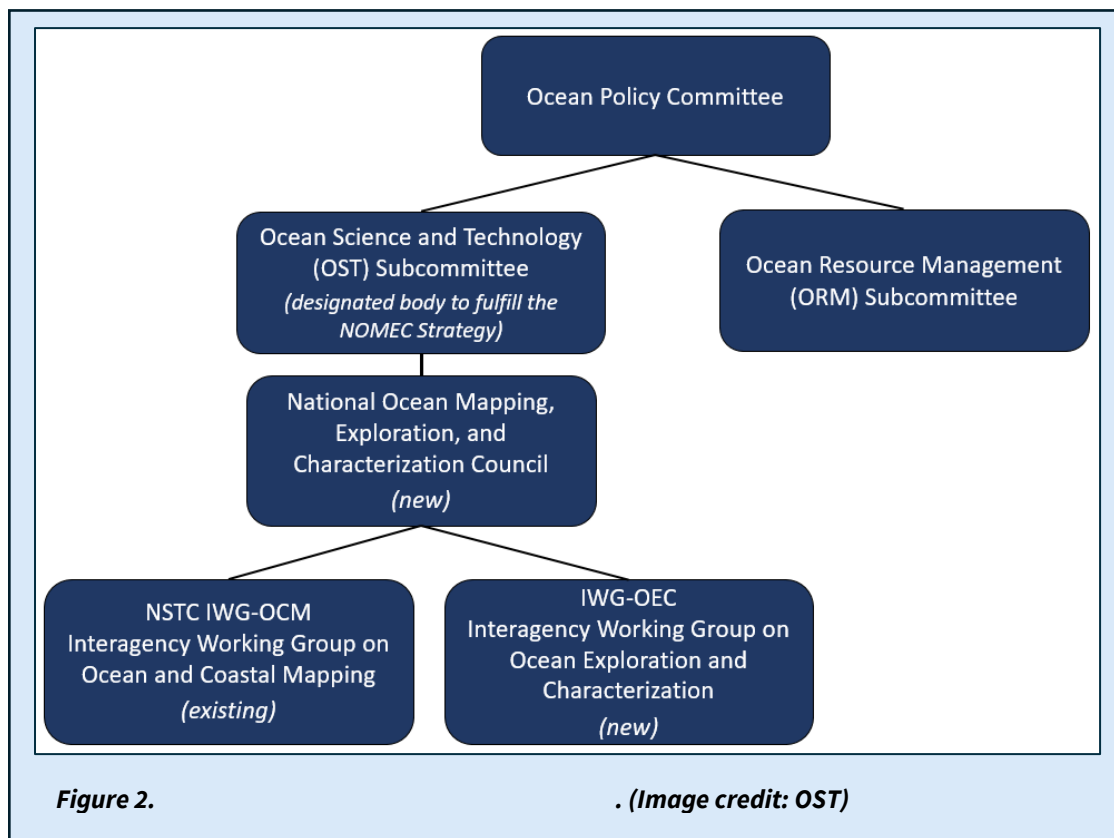 Ocean Policy Committee
Ocean Science and Technology
(OST) Subcommittee
(designated body to fulfill the
NOMEC Strategy)
Ocean Resource Management
(ORM) Subcommittee
National Ocean Mapping,
Exploration, and
Characterization Council
(new)
NSTC IWG-OCM
Interagency Working Group on
Ocean and Coastal Mapping
(existing)
IWG-OEC
Interagency Working Group on
Ocean Exploration and
Characterization
(new)
Figure 2. . (Image credit: OST)